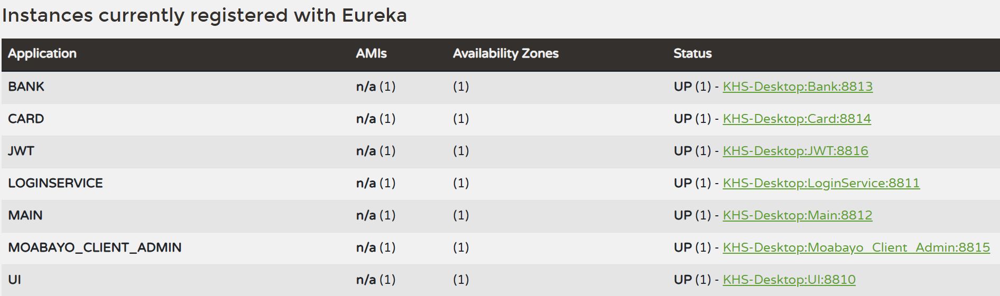 Instances currently registered with Eureka
Application AMIs Availability Zones Status
BANK n/a (1) (1) UP (1) - KHS-Desktop:Bank:8813
CARD n/a (1) (1) UP (1) - KHS-Desktop:Card:8814
JWT n/a (1) (1) UP (1) - KHS-Desktop:JWT:8816
LOGINSERVICE n/a (1) (1) UP (1) - KHS-Desktop:LoginService:8811
MAIN n/a (1) (1) UP (1) - KHS-Desktop:Main:8812
MOABAYO_CLIENT_ADMIN n/a (1) (1) UP (1) - KHS-Desktop:Moabayo_Client_Admin:8815
UI n/a (1) (1) UP (1) - KHS-Desktop:UI:8810